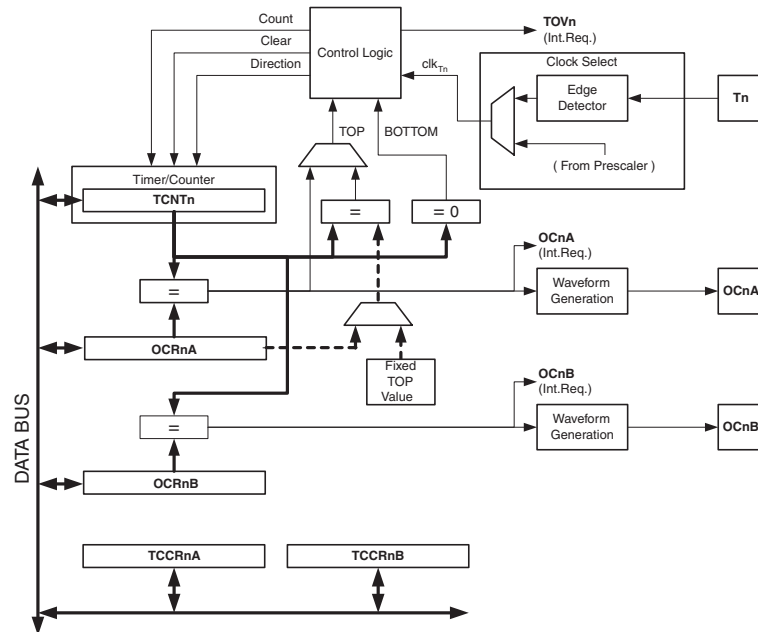 Count
Clear
Direction
Control Logic
TOVn
(Int.Req.)
clkTn
Clock Select
Edge
Detector
Tn
( From Prescaler )
TOP
BOTTOM
Timer/Counter
TCNTn
=
= 0
OCnA
(Int.Req.)
=
Waveform
Generation
OCnA
OCRnA
Fixed
TOP
Value
OCnB
(Int.Req.)
=
Waveform
Generation
OCnB
OCRnB
DATA BUS
TCCRnA
TCCRnB